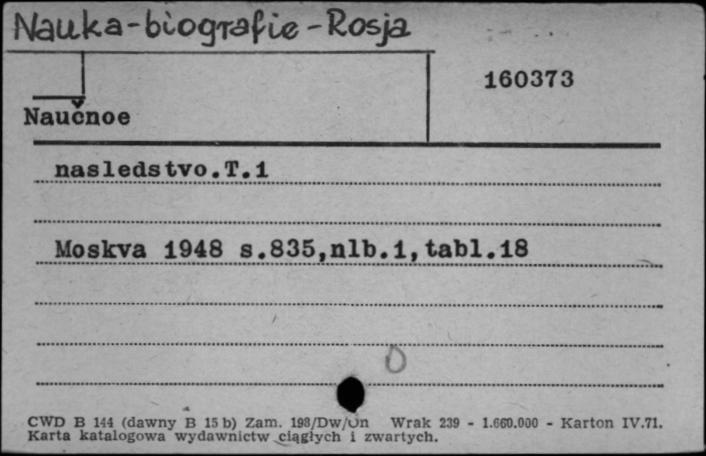 Nauka-biografie-Rosja
160373
Naučnoe
nasledstvo.T.1
Moskva 1948 s.835,nlb.1,tabl.18
0
CWD B 144 (dawny B 15 b) Zam. 198/Dw/On Wrak 239 - 1.660.000 - Karton IV.71.
Karta katalogowa wydawnictw ciągłych i zwartych.